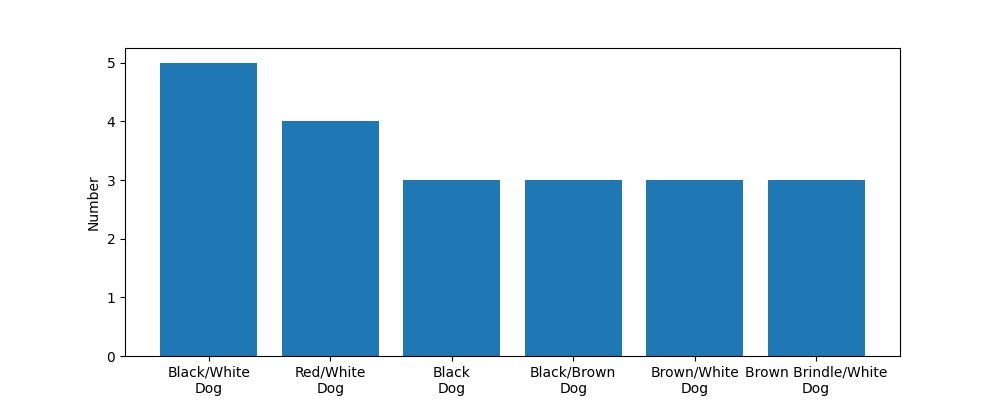 5
4
3
2
1
0
Number
Black/White
Dog
Red/White
Dog
Black
Dog
Black/Brown
Dog
Brown/White
Dog
Brown Brindle/White
Dog